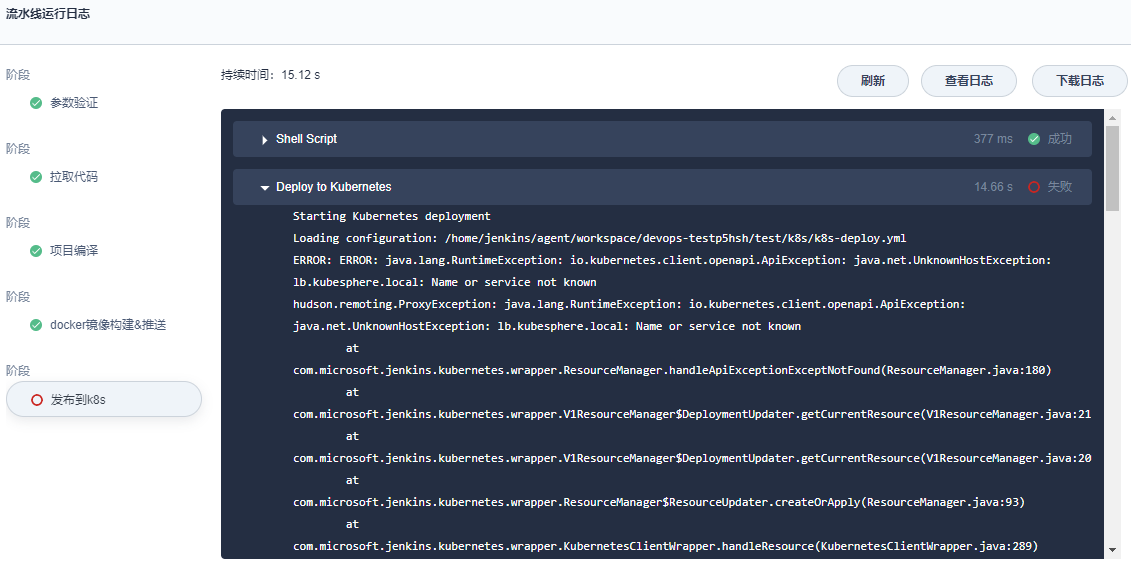 流水线运行日志
阶段
参数验证
阶段
拉取代码
阶段
项目编译
阶段
docker镜像构建&推送
阶段
发布到k8s
持续时间：15.12 s
刷新
查看日志
下载日志
Shell Script 377 ms 成功
Deploy to Kubernetes 14.66 s 失败
Starting Kubernetes deployment
Loading configuration: /home/jenkins/agent/workspace/devops-testp5hsh/test/k8s/k8s-deploy.yml
ERROR: ERROR: java.lang.RuntimeException: io.kubernetes.client.openapi.ApiException: java.net.UnknownHostException:
lb.kubesphere.local: Name or service not known
hudson.remoting.ProxyException: java.lang.RuntimeException: io.kubernetes.client.openapi.ApiException:
java.net.UnknownHostException: lb.kubesphere.local: Name or service not known
at
com.microsoft.jenkins.kubernetes.wrapper.ResourceManager.handleApiExceptionExceptNotFound(ResourceManager.java:180)
at
com.microsoft.jenkins.kubernetes.wrapper.V1ResourceManager$DeploymentUpdater.getCurrentResource(V1ResourceManager.java:21
at
com.microsoft.jenkins.kubernetes.wrapper.V1ResourceManager$DeploymentUpdater.getCurrentResource(V1ResourceManager.java:20
at
com.microsoft.jenkins.kubernetes.wrapper.ResourceManager$ResourceUpdater.createOrApply(ResourceManager.java:93)
at
com.microsoft.jenkins.kubernetes.wrapper.KubernetesClientWrapper.handleResource(KubernetesClientWrapper.java:289)